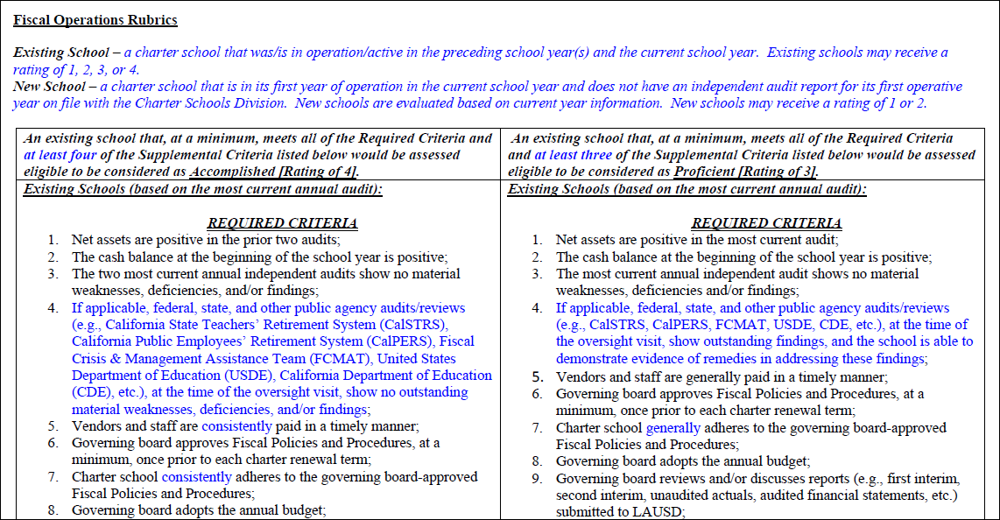 Fiscal Operations Rubrics
Existing School – a charter school that was/is in operation/active in the preceding school year(s) and the current school year.  Existing schools may receive a
rating of 1, 2, 3, or 4.
New School – a charter school that is in its first year of operation in the current school year and does not have an independent audit report for its first operative
year on file with the Charter Schools Division.  New schools are evaluated based on current year information.  New schools may receive a rating of 1 or 2.
An existing school that, at a minimum, meets all of the Required Criteria and
at least four of the Supplemental Criteria listed below would be assessed
eligible to be considered as Accomplished [Rating of 4].
Existing Schools (based on the most current annual audit):
REQUIRED CRITERIA
1. Net assets are positive in the prior two audits;
2. The cash balance at the beginning of the school year is positive;
3. The two most current annual independent audits show no material
weaknesses, deficiencies, and/or findings;
4. If applicable, federal, state, and other public agency audits/reviews
(e.g., California State Teachers' Retirement System (CalSTRS),
California Public Employees' Retirement System (CalPERS), Fiscal
Crisis & Management Assistance Team (FCMAT), United States
Department of Education (USDE), California Department of Education
(CDE), etc.), at the time of the oversight visit, show no outstanding
material weaknesses, deficiencies, and/or findings;
5. Vendors and staff are consistently paid in a timely manner;
6. Governing board approves Fiscal Policies and Procedures, at a
minimum, once prior to each charter renewal term;
7. Charter school consistently adheres to the governing board-approved
Fiscal Policies and Procedures;
8. Governing board adopts the annual budget;
An existing school that, at a minimum, meets all of the Required Criteria
and at least three of the Supplemental Criteria listed below would be assessed
eligible to be considered as Proficient [Rating of 3].
Existing Schools (based on the most current annual audit):
REQUIRED CRITERIA
1. Net assets are positive in the most current audit;
2. The cash balance at the beginning of the school year is positive;
3. The most current annual independent audit shows no material
weaknesses, deficiencies and/or findings;
4. If applicable, federal, state, and other public agency audits/reviews
(e.g., CalSTRS, CalPERS, FCMAT, USDE, CDE, etc.), at the time of
the oversight visit, show outstanding findings, and the school is able to
demonstrate evidence of remedies in addressing these findings;
5. Vendors and staff are generally paid in a timely manner;
6. Governing board approves Fiscal Policies and Procedures, at a
minimum, once prior to each charter renewal term;
7. Charter school generally adheres to the governing board-approved
Fiscal Policies and Procedures;
8. Governing board adopts the annual budget;
9. Governing board reviews and/or discusses reports (e.g., first interim,
second interim, unaudited actuals, audited financial statements, etc.)
submitted to LAUSD;